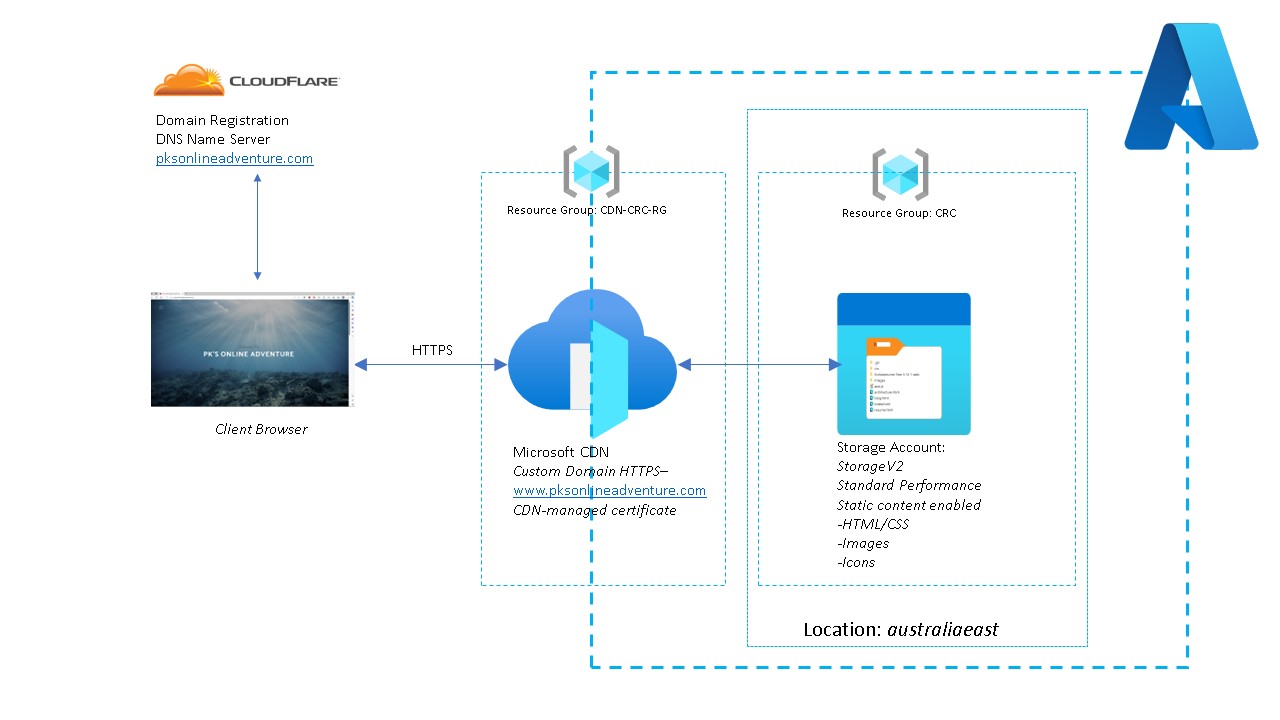 CLOUDFLARE
Domain Registration
DNS Name Server
pksonlineadventure.com
PK'S ONLINE ADVENTURE
Client Browser
HTTPS
Resource Group: CDN-CRC-RG
Microsoft CDN
Custom Domain HTTPS–
www.pksonlineadventure.com
CDN-managed certificate
Resource Group: CRC
images
Storage Account:
StorageV2
Standard Performance
Static content enabled
-HTML/CSS
-Images
-Icons
Location: australiaeast